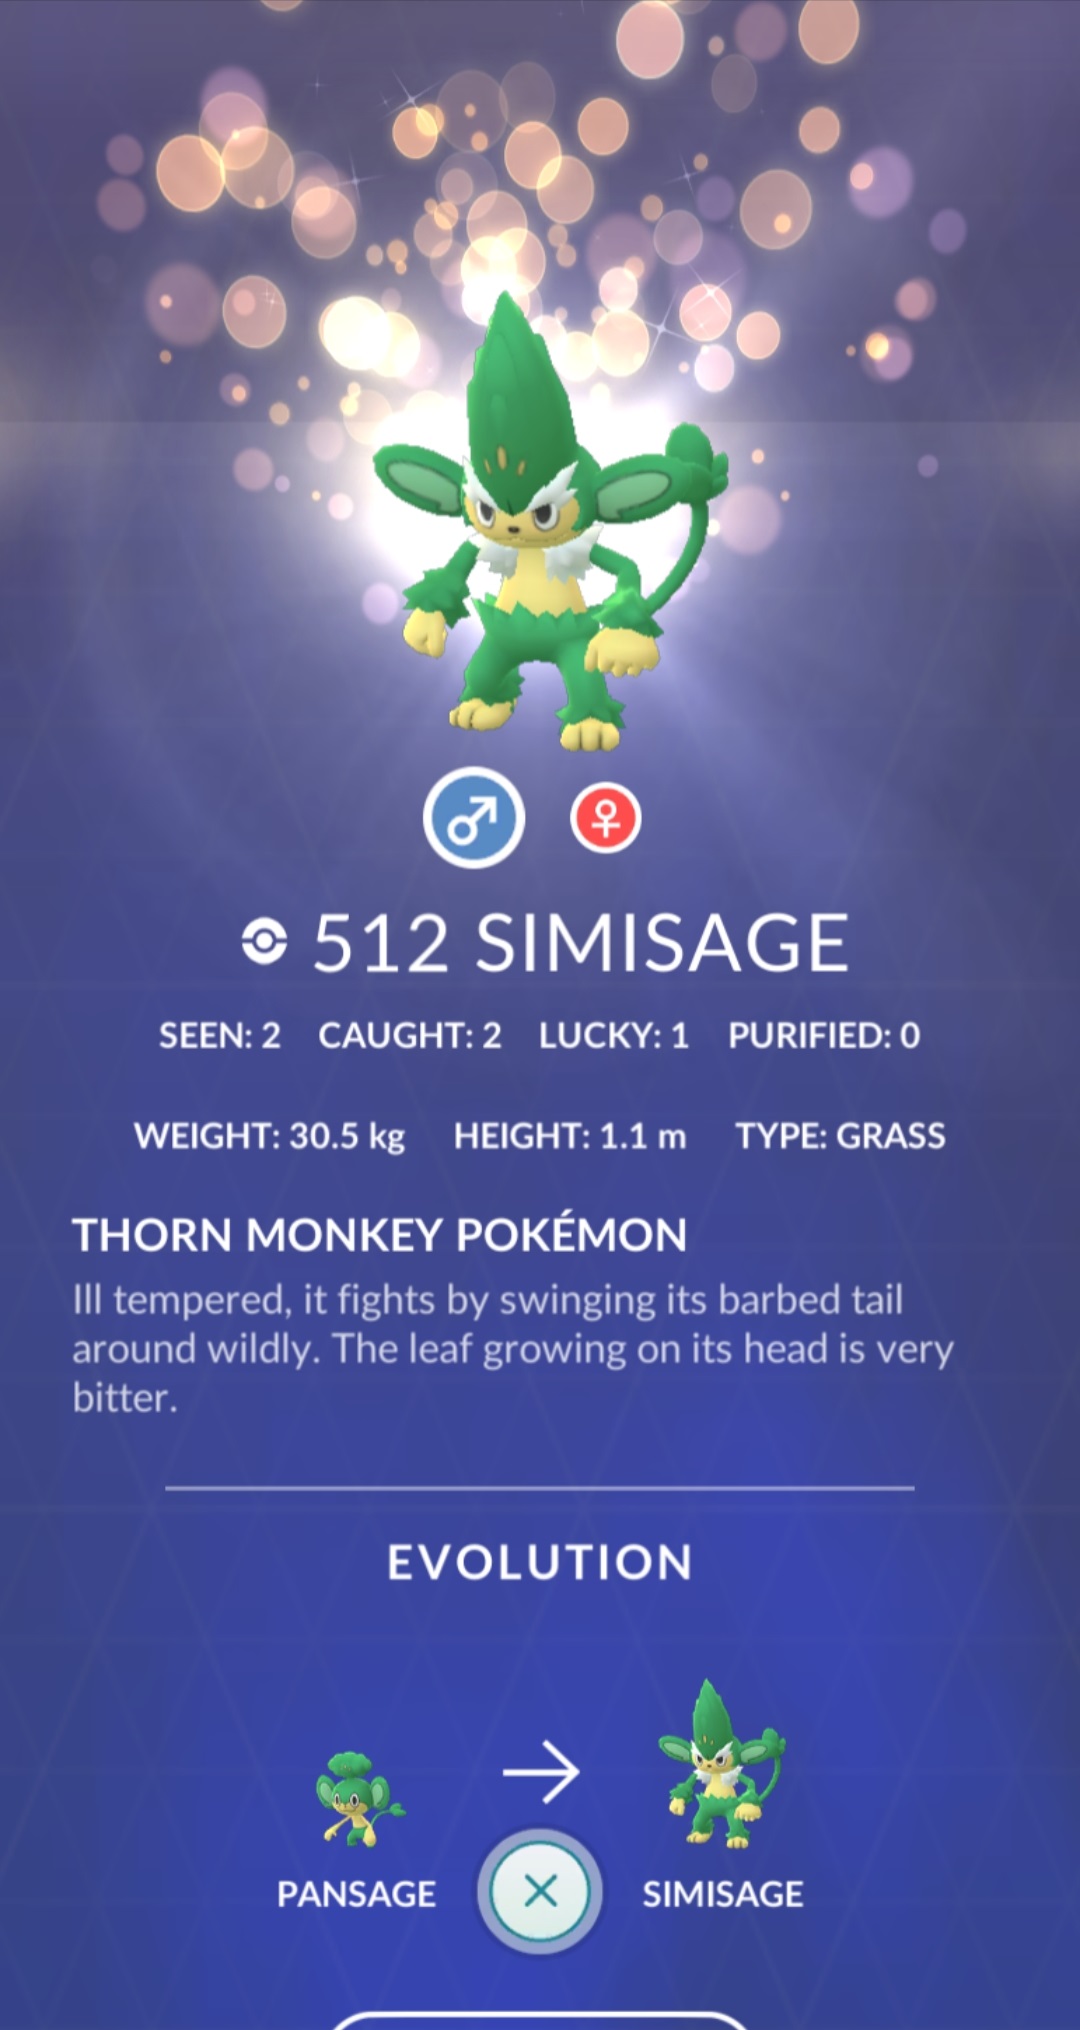 512 SIMISAGE
SEEN: 2 CAUGHT: 2 LUCKY: 1 PURIFIED: 0
WEIGHT: 30.5 kg HEIGHT: 1.1 m TYPE: GRASS
THORN MONKEY POKÉMON
Ill tempered, it fights by swinging its barbed tail
around wildly. The leaf growing on its head is very
bitter.
EVOLUTION
PANSAGE SIMISAGE